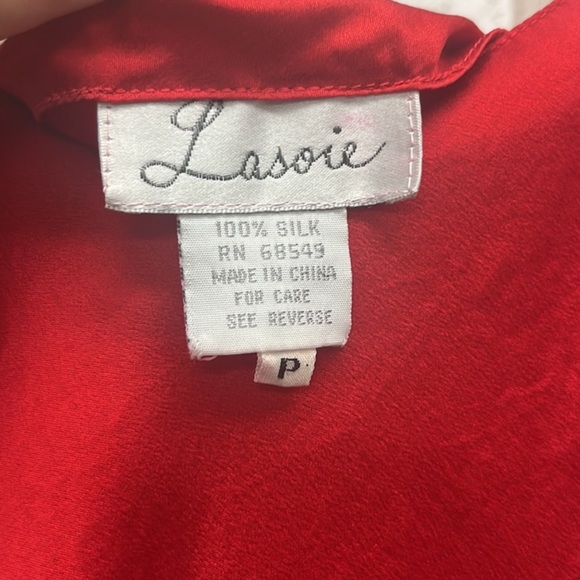 Lasoie
100% SILK
RN 68549
MADE IN CHINA
FOR CARE
SEE REVERSE
P